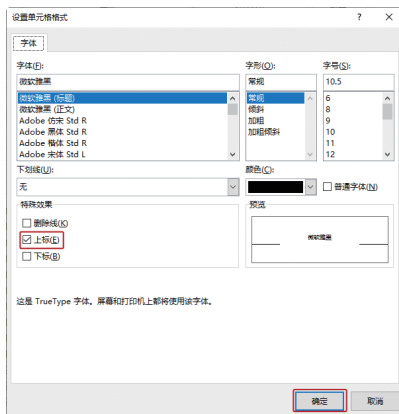 设置单元格格式 ? ×
字体
字体(F): 字形(O): 字号(S):
微软雅黑 常规 10.5
微软雅黑 (标题) 常规 6
微软雅黑 (正文) 倾斜 8
Adobe 仿宋 Std R 加粗 9
Adobe 黑体 Std R 加粗倾斜 10
Adobe 楷体 Std R 11
Adobe 宋体 Std L 12
下划线(U): 颜色(C):
无 普通字体(N)
特殊效果 预览
删除线(K)
上标(E) 微软雅黑
下标(B)
这是 TrueType 字体。屏幕和打印机上都将使用该字体。
确定 取消